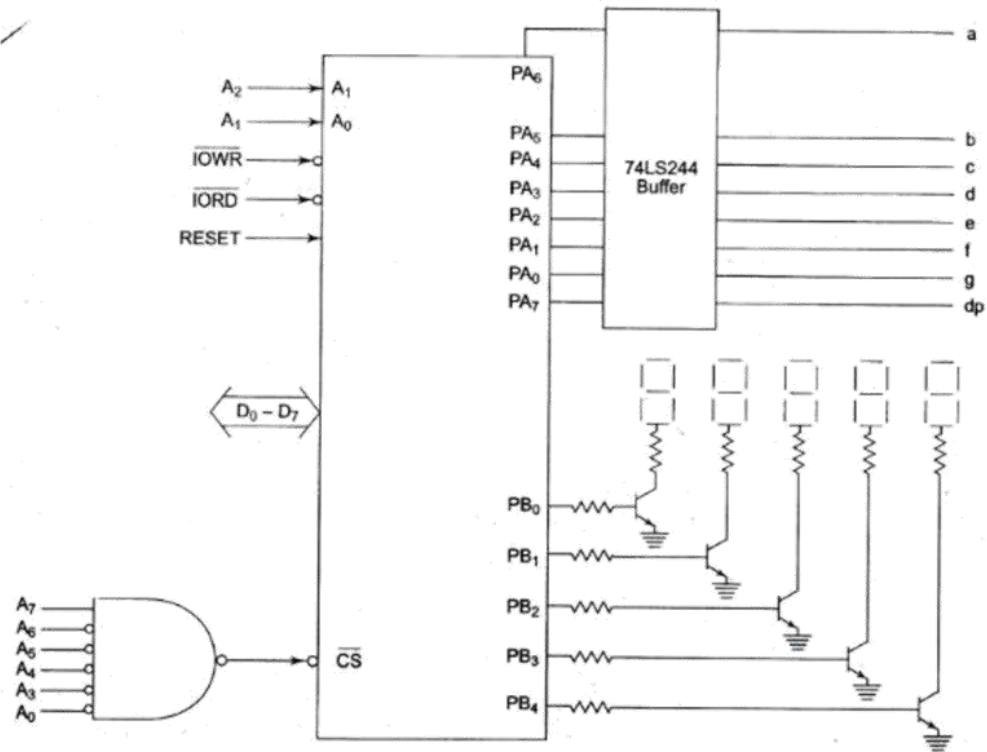 a
PA₆
A₂
A₁
A₁
A₀
IOWR
IORD
RESET
PA₅
b
PA₄
c
74LS244
Buffer
PA₃
d
PA₂
e
PA₁
f
PA₀
g
PA₇
dp
D₀ – D₇
PB₀
PB₁
PB₂
PB₃
PB₄
A₇
A₆
A₅
A₄
A₃
A₀
CS